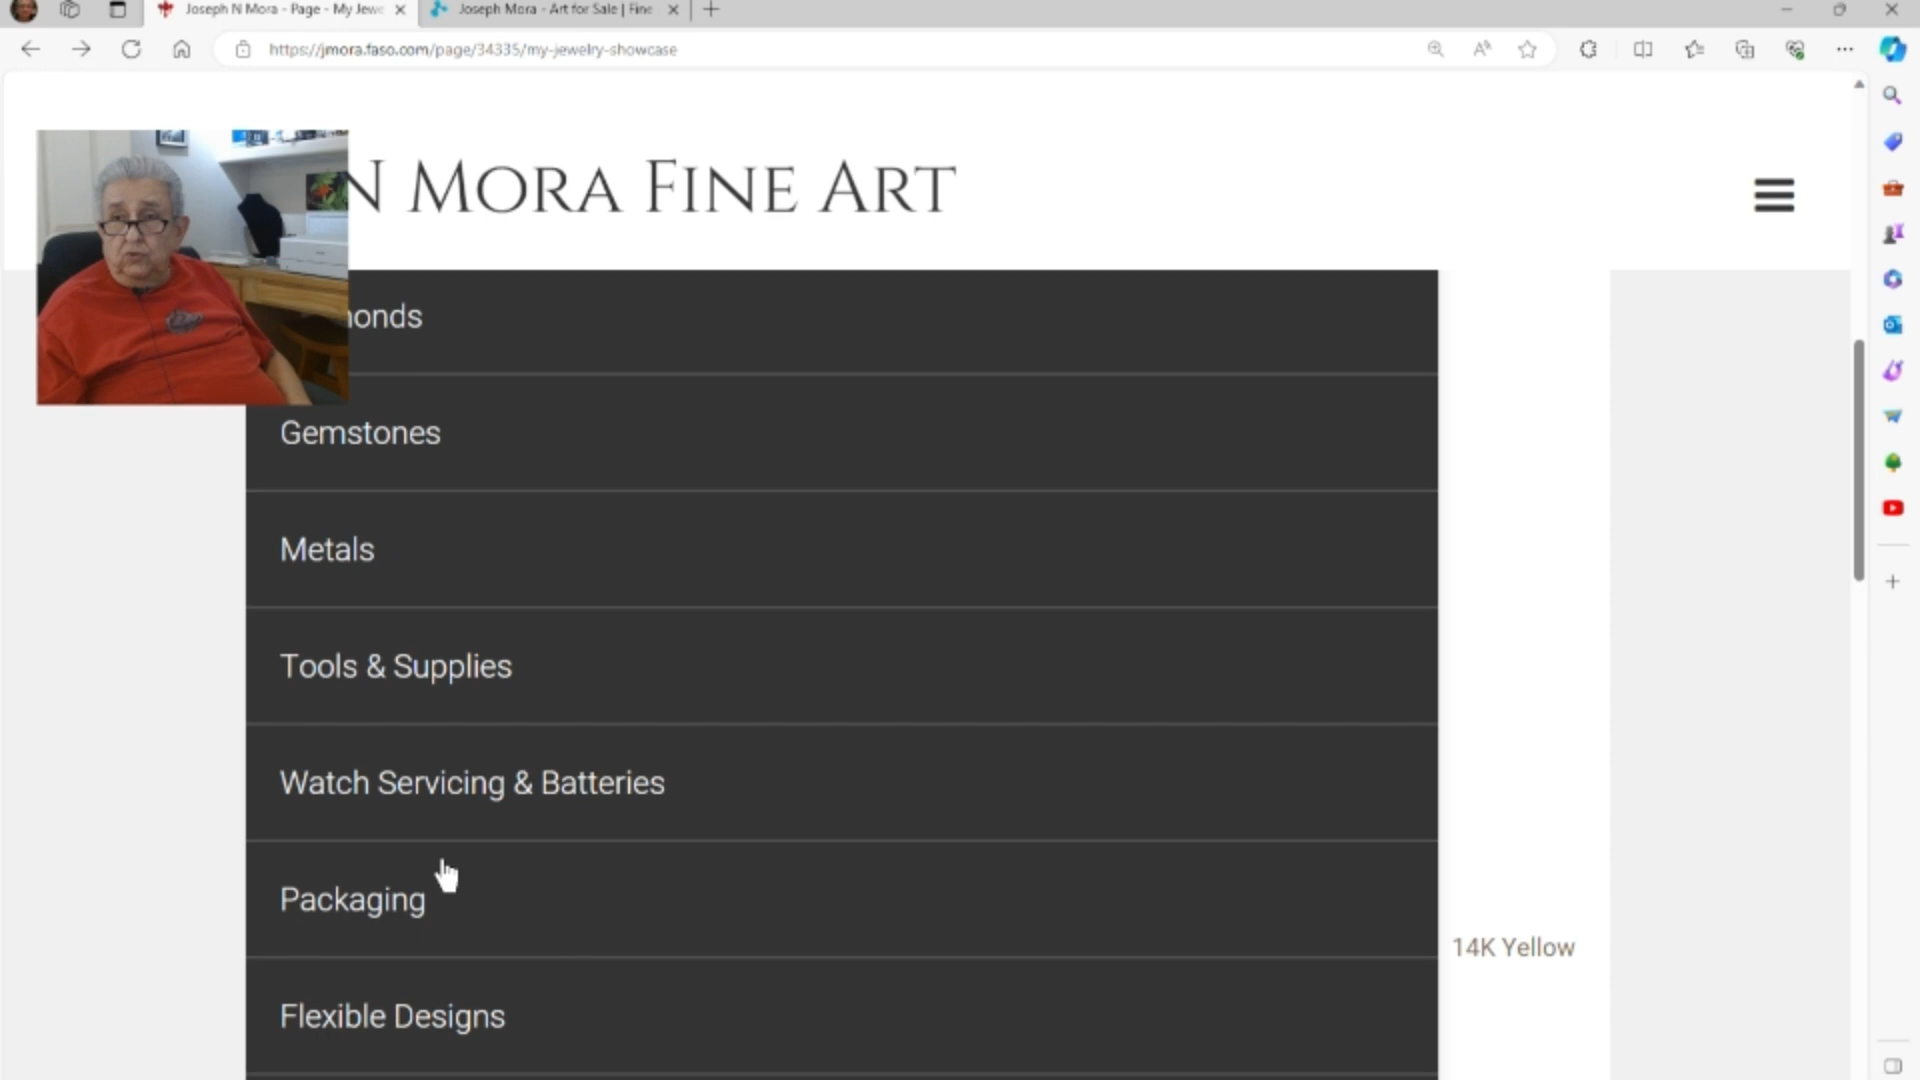 Joseph N Mora - Page - My Jewe
Joseph Mora - Art for Sale | Fine
https://jmora.faso.com/page/34335/my-jewelry-showcase
N Mora Fine Art
monds
Gemstones
Metals
Tools & Supplies
Watch Servicing & Batteries
Packaging
14K Yellow
Flexible Designs